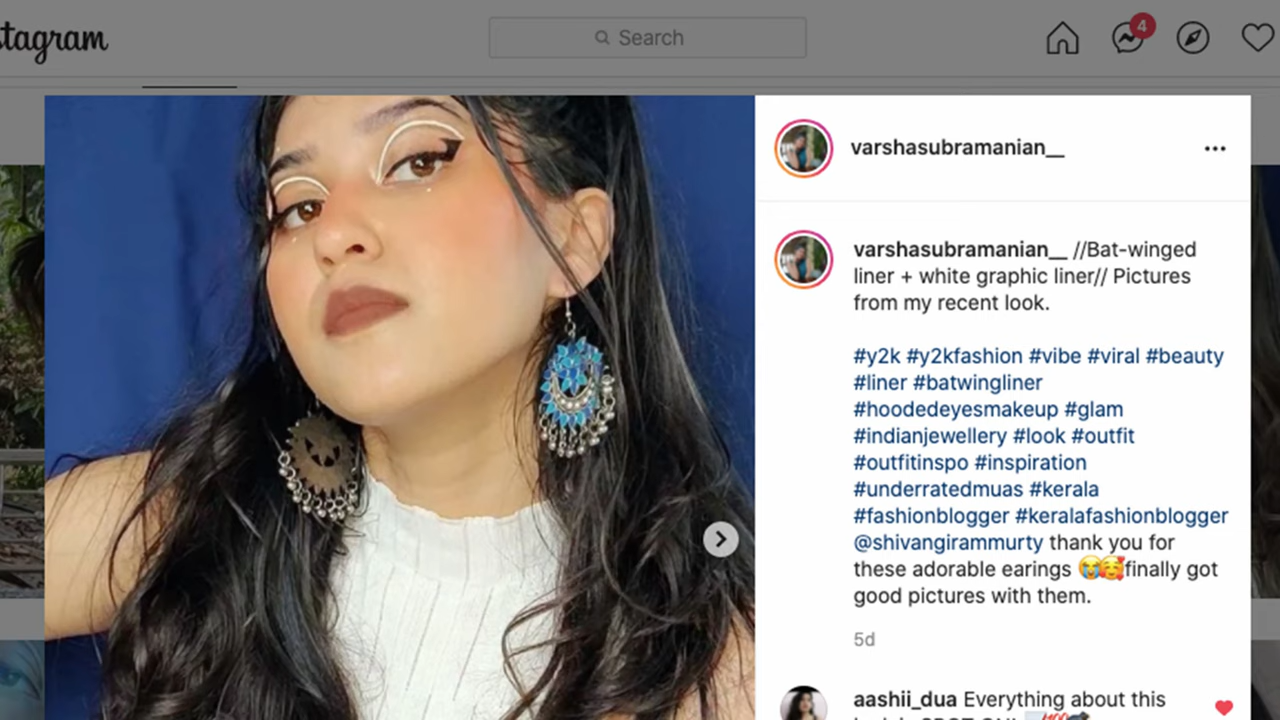 stagram
Search
4
varshasubramanian__
varshasubramanian__ //Bat-winged
liner + white graphic liner// Pictures
from my recent look.
#y2k #y2kfashion #vibe #viral #beauty
#liner #batwingliner
#hoodedeyesmakeup #glam
#indianjewellery #look #outfit
#outfitinspo #inspiration
#underratedmuas #kerala
#fashionblogger #keralafashionblogger
@shivangirammurty thank you for
these adorable earings 😭🥰finally got
good pictures with them.
5d
aashii_dua Everything about this